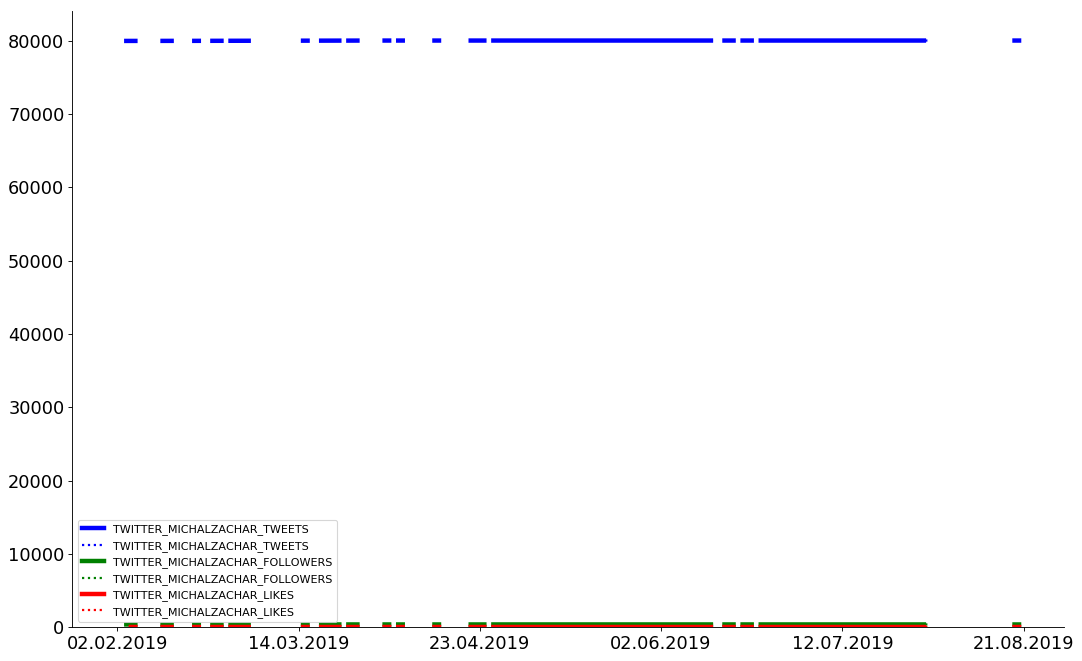 80000
70000
60000
50000
40000
30000
20000
10000
0
TWITTER_MICHALZACHAR_TWEETS
TWITTER_MICHALZACHAR_TWEETS
TWITTER_MICHALZACHAR_FOLLOWERS
TWITTER_MICHALZACHAR_FOLLOWERS
TWITTER_MICHALZACHAR_LIKES
TWITTER_MICHALZACHAR_LIKES
02.02.2019 14.03.2019 23.04.2019 02.06.2019 12.07.2019 21.08.2019